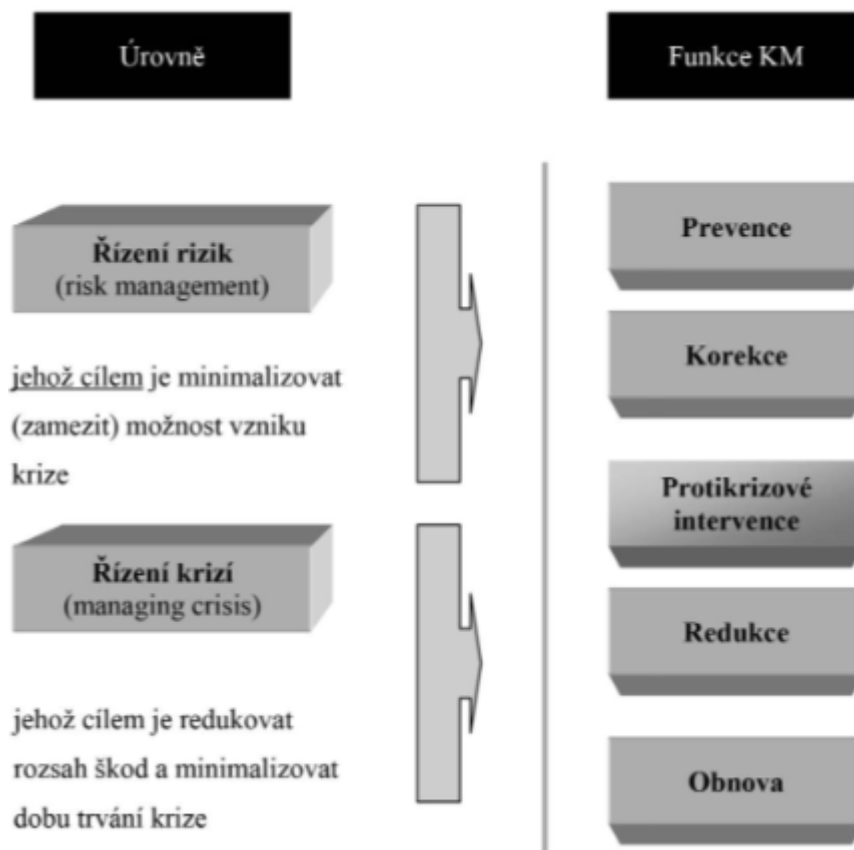 Úrovně
Funkce KM
Řízení rizik
(risk management)
jehož cílem je minimalizovat
(zamezit) možnost vzniku
krize
Řízení krizí
(managing crisis)
jehož cílem je redukovat
rozsah škod a minimalizovat
dobu trvání krize
Prevence
Korekce
Protikrizové
intervence
Redukce
Obnova